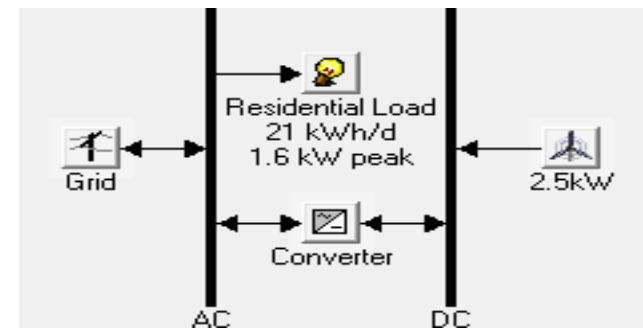 Residential Load
21 kWh/d
1.6 kW peak
Grid
2.5kW
Converter
AC
DC